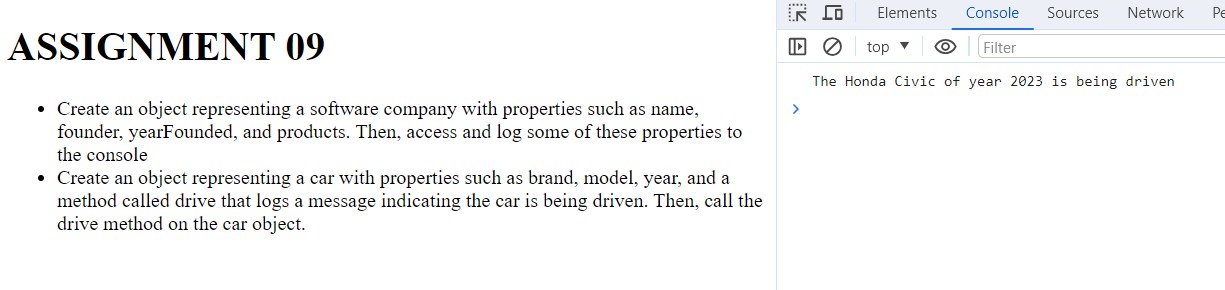 ASSIGNMENT 09
• Create an object representing a software company with properties such as name,
founder, yearFounded, and products. Then, access and log some of these properties to
the console
• Create an object representing a car with properties such as brand, model, year, and a
method called drive that logs a message indicating the car is being driven. Then, call the
drive method on the car object.
Elements Console Sources Network
top ▼ Filter
The Honda Civic of year 2023 is being driven
>